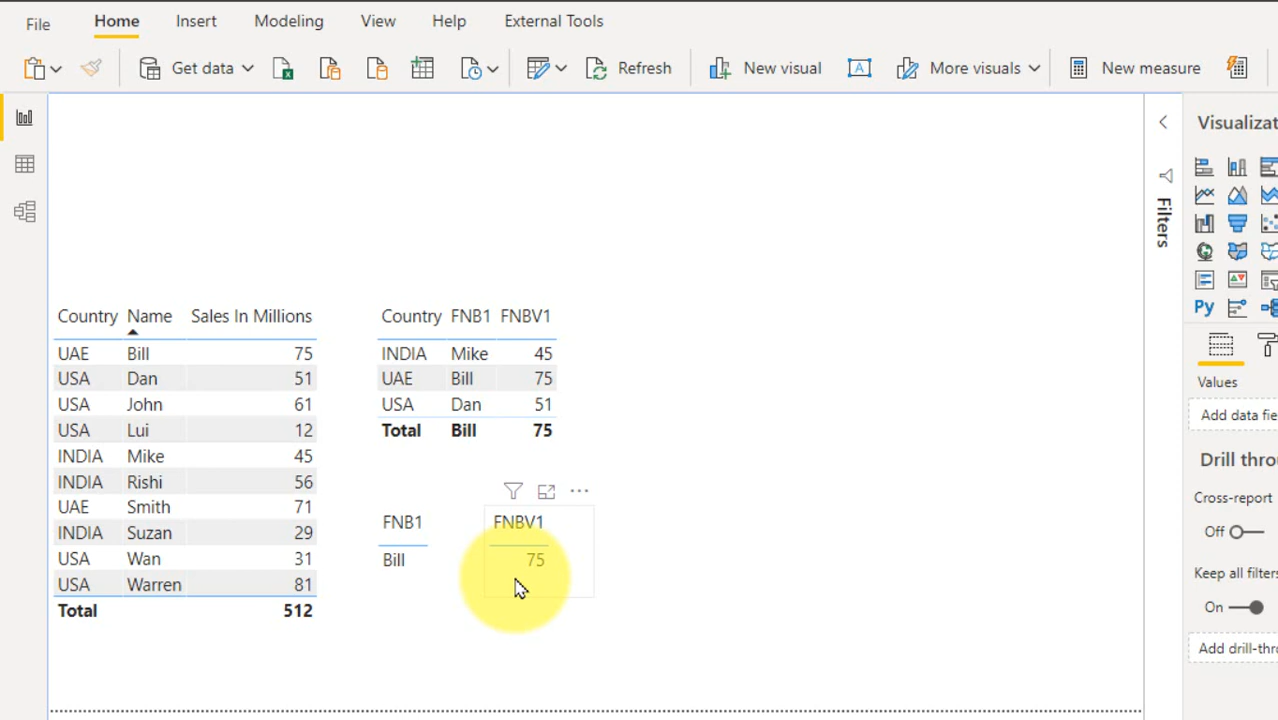 File Home Insert Modeling View Help External Tools
Get data Refresh New visual A More visuals New measure
Visualizat
Filters
Py
Values
Add data fie
Drill thro
Cross-report
Off
Keep all filters
On
Add drill-thr
Country Name Sales In Millions
UAE Bill 75
USA Dan 51
USA John 61
USA Lui 12
INDIA Mike 45
INDIA Rishi 56
UAE Smith 71
INDIA Suzan 29
USA Wan 31
USA Warren 81
Total 512
Country FNB1 FNBV1
INDIA Mike 45
UAE Bill 75
USA Dan 51
Total Bill 75
FNB1
Bill
FNBV1
75